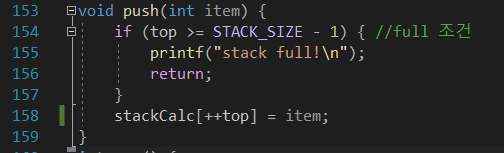 153 void push(int item) {
154 if (top >= STACK_SIZE - 1) { //full 조건
155 printf("stack full!\n");
156 return;
157 }
158 stackCalc[++top] = item;
159 }